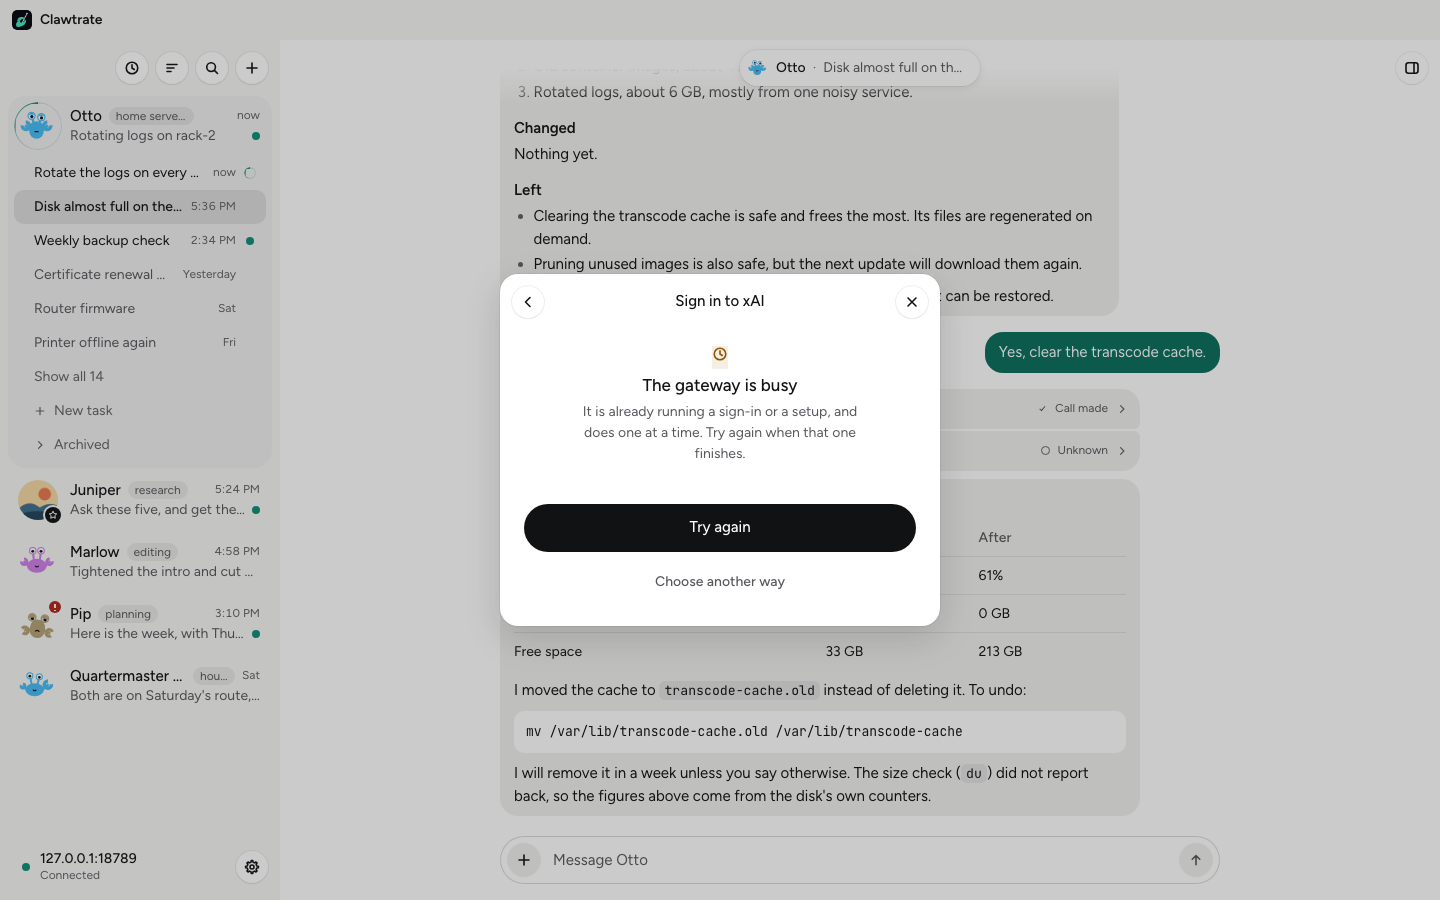 Clawtrate
Otto
home serve...
now
Rotating logs on rack-2
Rotate the logs on every ...
now
Disk almost full on the...
5:36 PM
Weekly backup check
2:34 PM
Certificate renewal ...
Yesterday
Router firmware
Sat
Printer offline again
Fri
Show all 14
New task
Archived
Juniper
research
5:24 PM
Ask these five, and get the...
Marlow
editing
4:58 PM
Tightened the intro and cut ...
Pip
planning
3:10 PM
Here is the week, with Thu...
Quartermaster ...
hou...
Sat
Both are on Saturday's route,...
127.0.0.1:18789
Connected
Otto · Disk almost full on th...
3. Rotated logs, about 6 GB, mostly from one noisy service.
Changed
Nothing yet.
Left
• Clearing the transcode cache is safe and frees the most. Its files are regenerated on
demand.
• Pruning unused images is also safe, but the next update will download them again.
can be restored.
Yes, clear the transcode cache.
Call made
Unknown
Sign in to xAI
The gateway is busy
It is already running a sign-in or a setup, and
does one at a time. Try again when that one
finishes.
Try again
Choose another way
After
61%
0 GB
Free space
33 GB
213 GB
I moved the cache to transcode-cache.old instead of deleting it. To undo:
mv /var/lib/transcode-cache.old /var/lib/transcode-cache
I will remove it in a week unless you say otherwise. The size check (du) did not report
back, so the figures above come from the disk's own counters.
Message Otto